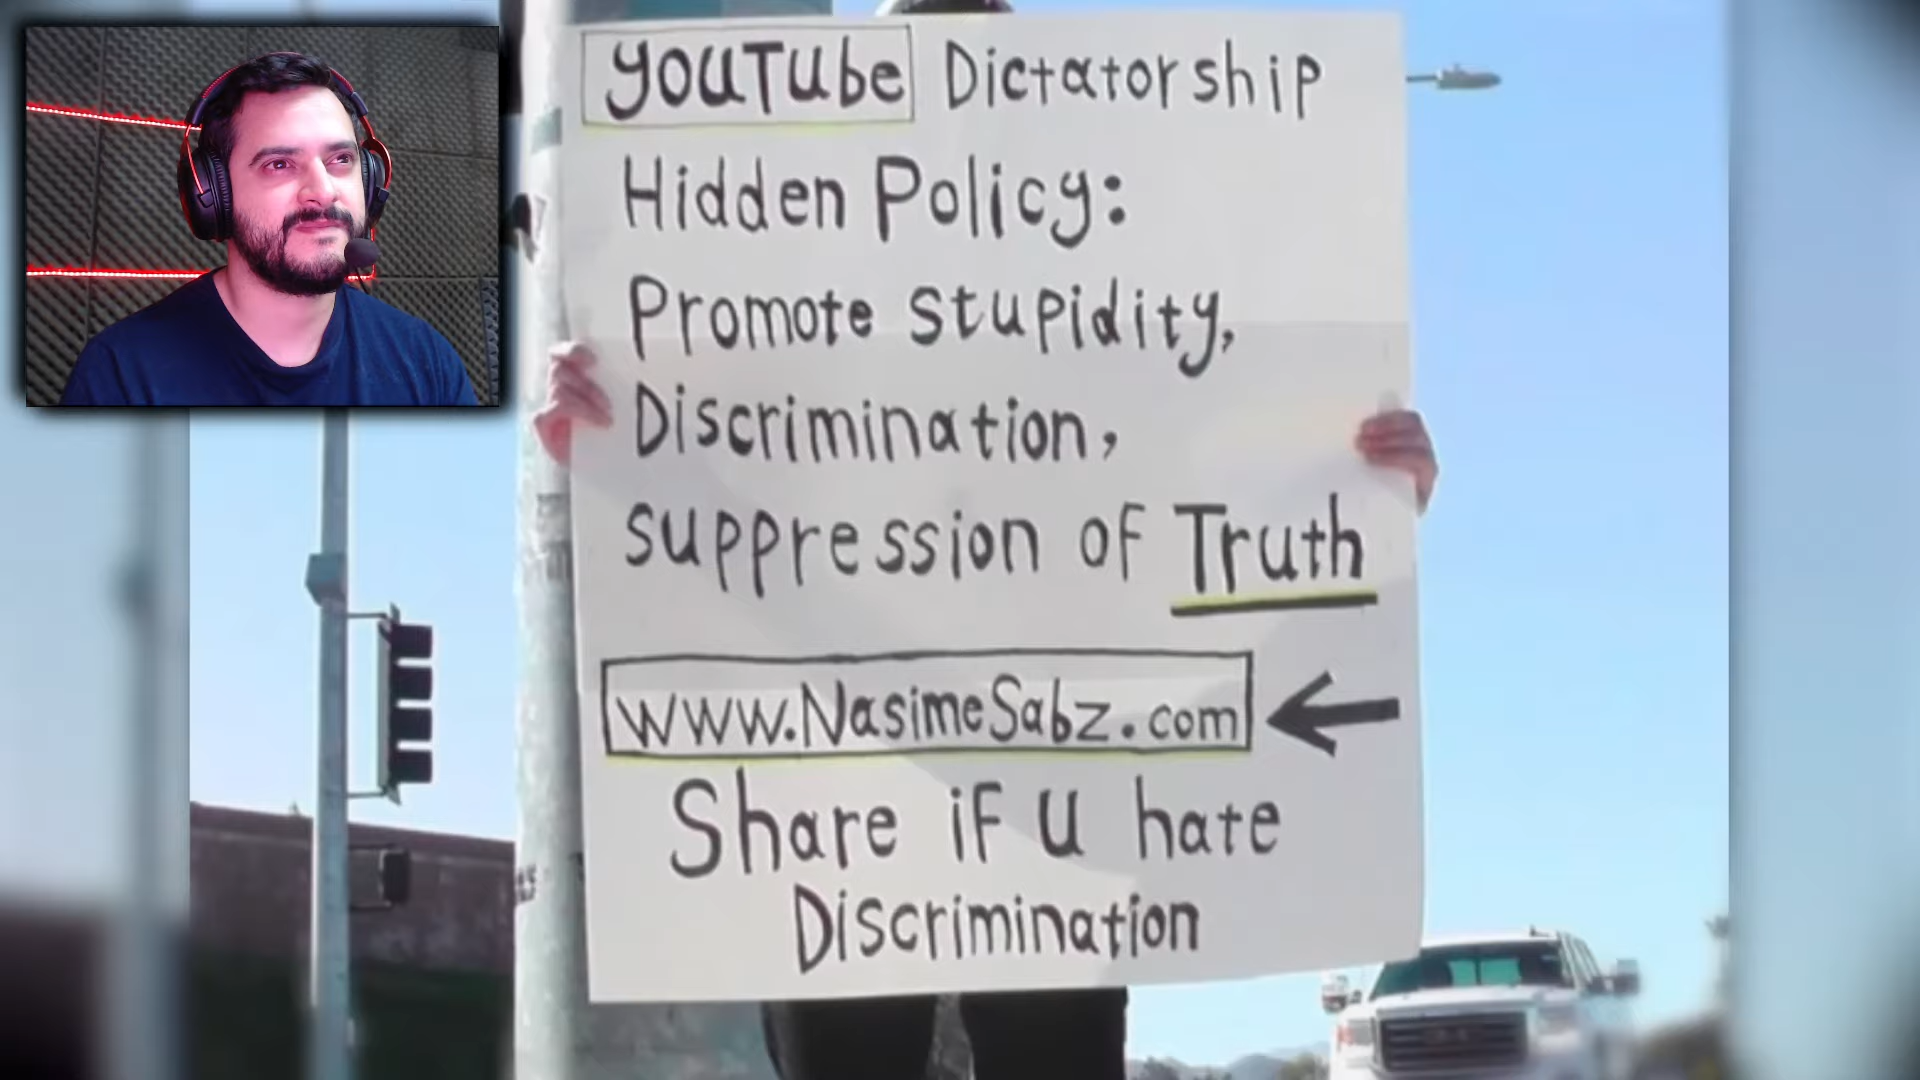 YouTube Dictatorship
Hidden Policy:
Promote stupidity,
Discrimination,
suppression of Truth
www.NasimeSabz.com
Share if u hate
Discrimination